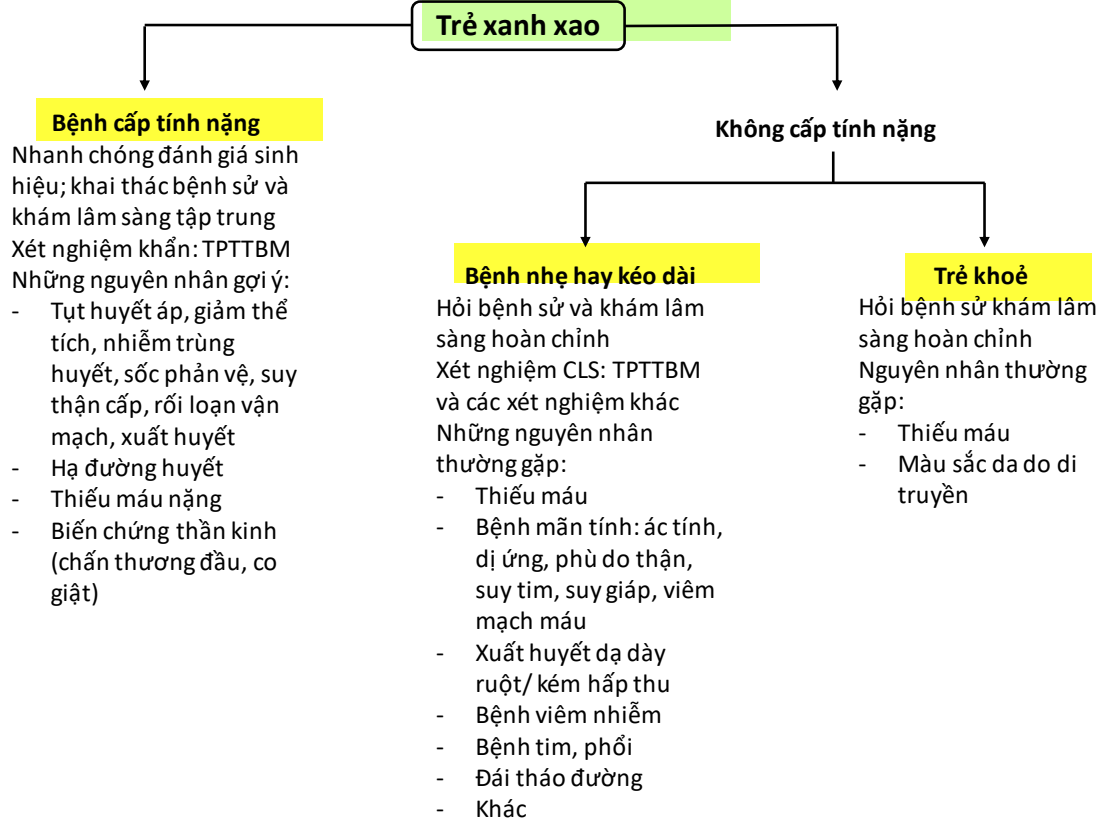 Trẻ xanh xao
Bệnh cấp tính nặng
Nhanh chóng đánh giá sinh
hiệu; khai thác bệnh sử và
khám lâm sàng tập trung
Xét nghiệm khẩn: TPTTBM
Những nguyên nhân gợi ý:
- Tụt huyết áp, giảm thể
tích, nhiễm trùng
huyết, sốc phản vệ, suy
thận cấp, rối loạn vận
mạch, xuất huyết
- Hạ đường huyết
- Thiếu máu nặng
- Biến chứng thần kinh
(chấn thương đầu, co
giật)
Không cấp tính nặng
Bệnh nhẹ hay kéo dài
Hỏi bệnh sử và khám lâm
sàng hoàn chỉnh
Xét nghiệm CLS: TPTTBM
và các xét nghiệm khác
Những nguyên nhân
thường gặp:
- Thiếu máu
- Bệnh mãn tính: ác tính,
dị ứng, phù do thận,
suy tim, suy giáp, viêm
mạch máu
- Xuất huyết dạ dày
ruột/ kém hấp thu
- Bệnh viêm nhiễm
- Bệnh tim, phổi
- Đái tháo đường
- Khác
Trẻ khoẻ
Hỏi bệnh sử khám lâm
sàng hoàn chỉnh
Nguyên nhân thường
gặp:
- Thiếu máu
- Màu sắc da do di
truyền